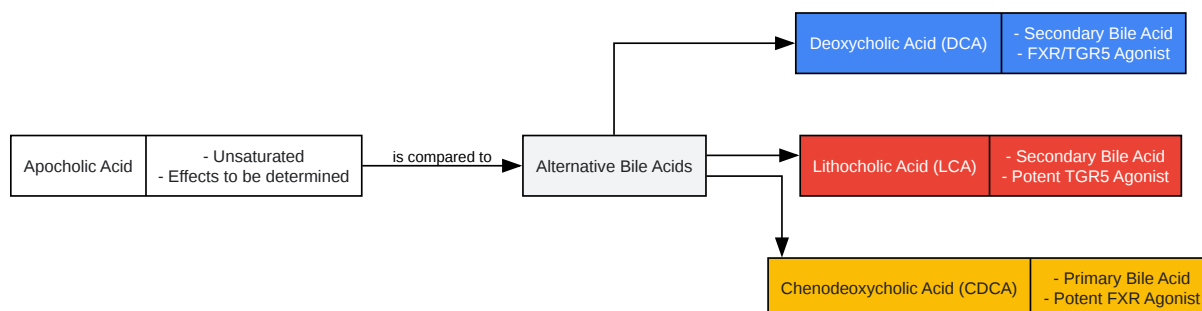 Apocholic Acid
- Unsaturated
- Effects to be determined
is compared to
Alternative Bile Acids
Deoxycholic Acid (DCA)
- Secondary Bile Acid
- FXR/TGR5 Agonist
Lithocholic Acid (LCA)
- Secondary Bile Acid
- Potent TGR5 Agonist
Chenodeoxycholic Acid (CDCA)
- Primary Bile Acid
- Potent FXR Agonist